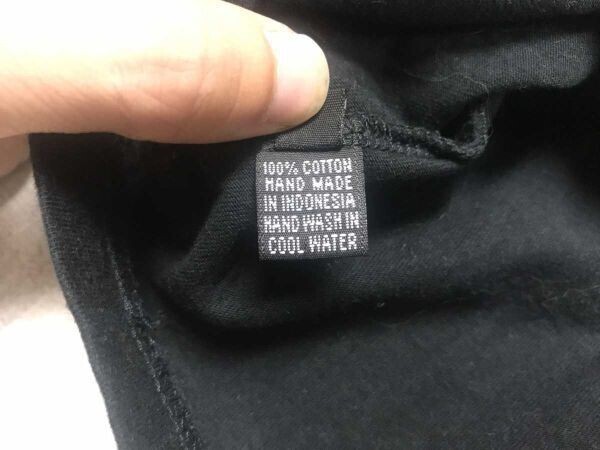 100% COTTON
HAND MADE
IN INDONESIA
HAND WASH IN
COOL WATER